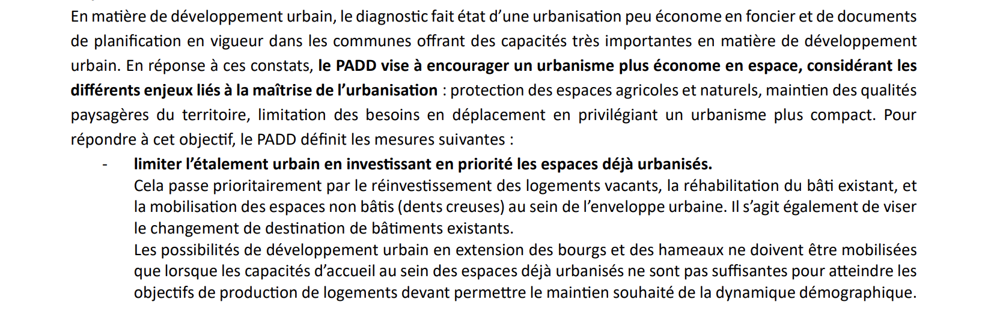 En matière de développement urbain, le diagnostic fait état d’une urbanisation peu économe en foncier et de documents
de planification en vigueur dans les communes offrant des capacités très importantes en matière de développement
urbain. En réponse à ces constats, le PADD vise à encourager un urbanisme plus économe en espace, considérant les
différents enjeux liés à la maîtrise de l’urbanisation : protection des espaces agricoles et naturels, maintien des qualités
paysagères du territoire, limitation des besoins en déplacement en privilégiant un urbanisme plus compact. Pour
répondre à cet objectif, le PADD définit les mesures suivantes :
- limiter l’étalement urbain en investissant en priorité les espaces déjà urbanisés.
Cela passe prioritairement par le réinvestissement des logements vacants, la réhabilitation du bâti existant, et
la mobilisation des espaces non bâtis (dents creuses) au sein de l’enveloppe urbaine. Il s’agit également de viser
le changement de destination de bâtiments existants.
Les possibilités de développement urbain en extension des bourgs et des hameaux ne doivent être mobilisées
que lorsque les capacités d’accueil au sein des espaces déjà urbanisés ne sont pas suffisantes pour atteindre les
objectifs de production de logements devant permettre le maintien souhaité de la dynamique démographique.